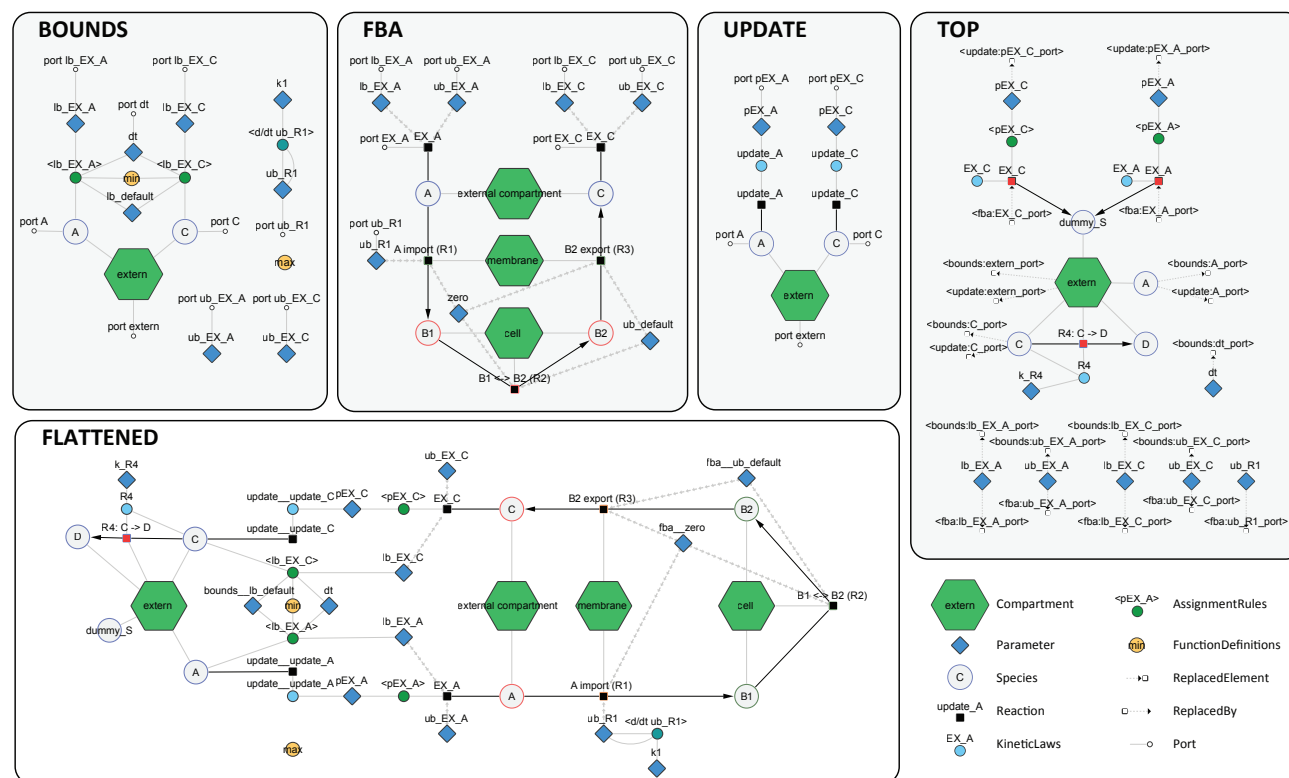 BOUNDS
port lb_EX_A
port lb_EX_C
k1
lb_EX_A
port dt
lb_EX_C
dt
<d/dt ub_R1>
<lb_EX_A>
<lb_EX_C>
min
ub_R1
lb_default
port A
A
C
port C
port ub_R1
extern
max
port extern
port ub_EX_A
port ub_EX_C
ub_EX_A
ub_EX_C
FBA
port lb_EX_A
port ub_EX_A
port lb_EX_C
port ub_EX_C
lb_EX_A
ub_EX_A
lb_EX_C
ub_EX_C
port EX_A
EX_A
port EX_C
EX_C
A
external compartment
C
port ub_R1
ub_R1
A import (R1)
membrane
B2 export (R3)
zero
B1
cell
B2
ub_default
B1 <-> B2 (R2)
UPDATE
port pEX_A
port pEX_C
pEX_A
pEX_C
update_A
update_C
update_A
update_C
port A
A
C
port C
extern
port extern
TOP
<update:pEX_C_port>
<update:pEX_A_port>
pEX_C
pEX_A
<pEX_C>
<pEX_A>
EX_C
EX_C
EX_A
EX_A
<fba:EX_C_port>
<fba:EX_A_port>
dummy_S
<bounds:extern_port>
extern
A
<bounds:A_port>
<update:extern_port>
<update:A_port>
<bounds:C_port>
C
R4: C -> D
D
<update:C_port>
<bounds:dt_port>
R4
k_R4
dt
<bounds:lb_EX_A_port>
<bounds:lb_EX_C_port>
<bounds:ub_EX_A_port>
<bounds:ub_EX_C_port>
lb_EX_A
ub_EX_A
lb_EX_C
ub_EX_C
ub_R1
<fba:ub_EX_A_port>
<fba:ub_EX_C_port>
<fba:lb_EX_A_port>
<fba:lb_EX_C_port>
<fba:ub_R1_port>
FLATTENED
k_R4
R4
update__update_C
pEX_C
<pEX_C>
ub_EX_C
EX_C
C
B2 export (R3)
fba__ub_default
B2
D
R4: C -> D
C
update__update_C
fba__zero
<lb_EX_C>
lb_EX_C
bounds__lb_default
dt
min
extern
external compartment
membrane
cell
B1 <-> B2 (R2)
dummy_S
<lb_EX_A>
lb_EX_A
A
update__update_A
update__update_A
pEX_A
<pEX_A>
EX_A
A
A import (R1)
B1
ub_EX_A
ub_R1
<d/dt ub_R1>
k1
max
extern
Compartment
<pEX_A>
AssignmentRules
Parameter
min
FunctionDefinitions
C
Species
ReplacedElement
update_A
Reaction
ReplacedBy
EX_A
KineticLaws
Port